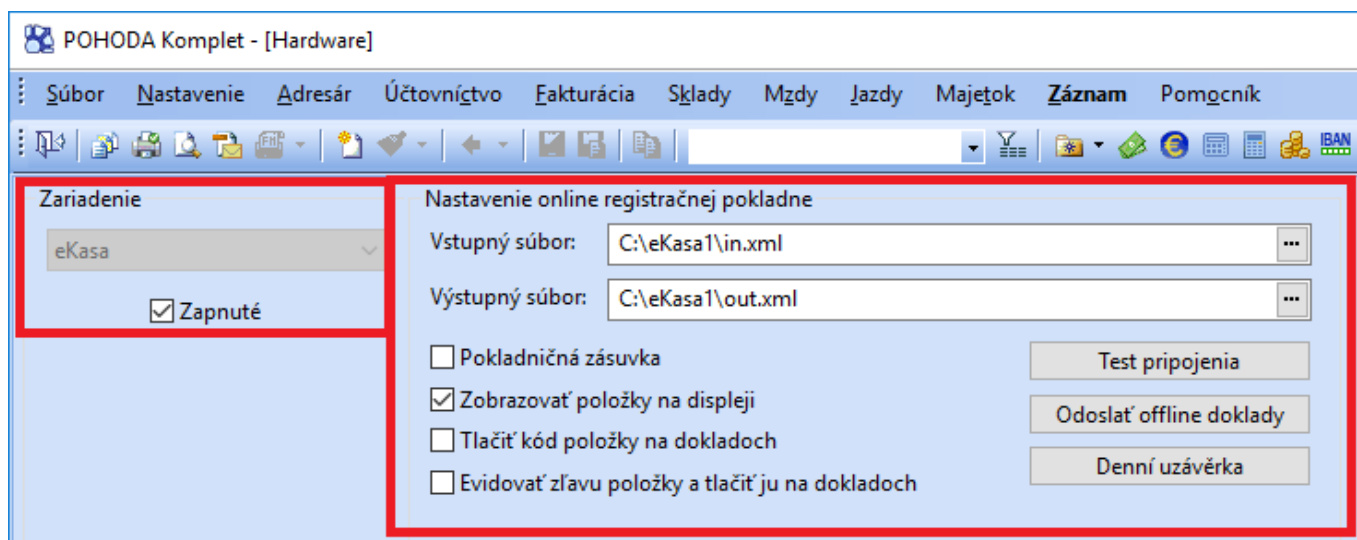 POHODA Komplet - [Hardware]
Súbor Nastavenie Adresár Účtovníctvo Fakturácia Sklady Mzdy Jazdy Majetok Záznam Pomocník
IBAN
Zariadenie
eKasa
Zapnuté
Nastavenie online registračnej pokladne
Vstupný súbor: C:\eKasa1\in.xml ...
Výstupný súbor: C:\eKasa1\out.xml ...
Pokladničná zásuvka
Zobrazovať položky na displeji
Tlačiť kód položky na dokladoch
Evidovať zľavu položky a tlačiť ju na dokladoch
Test pripojenia
Odoslať offline doklady
Denní uzávěrka